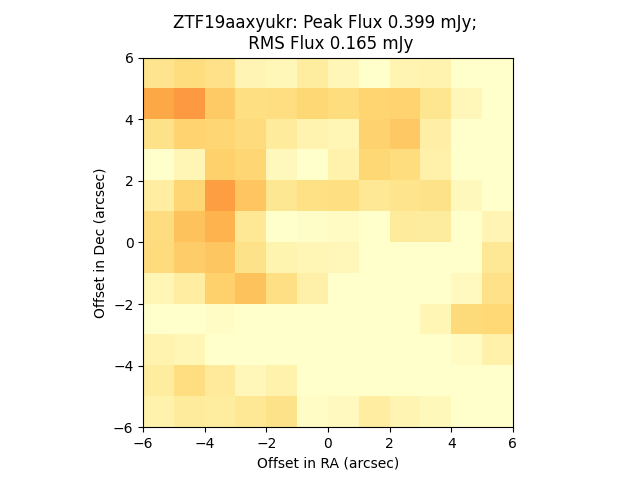 ZTF19aaxyukr: Peak Flux 0.399 mJy;
RMS Flux 0.165 mJy
6
4
2
0
−2
−4
−6
Offset in Dec (arcsec)
−6 −4 −2 0 2 4 6
Offset in RA (arcsec)